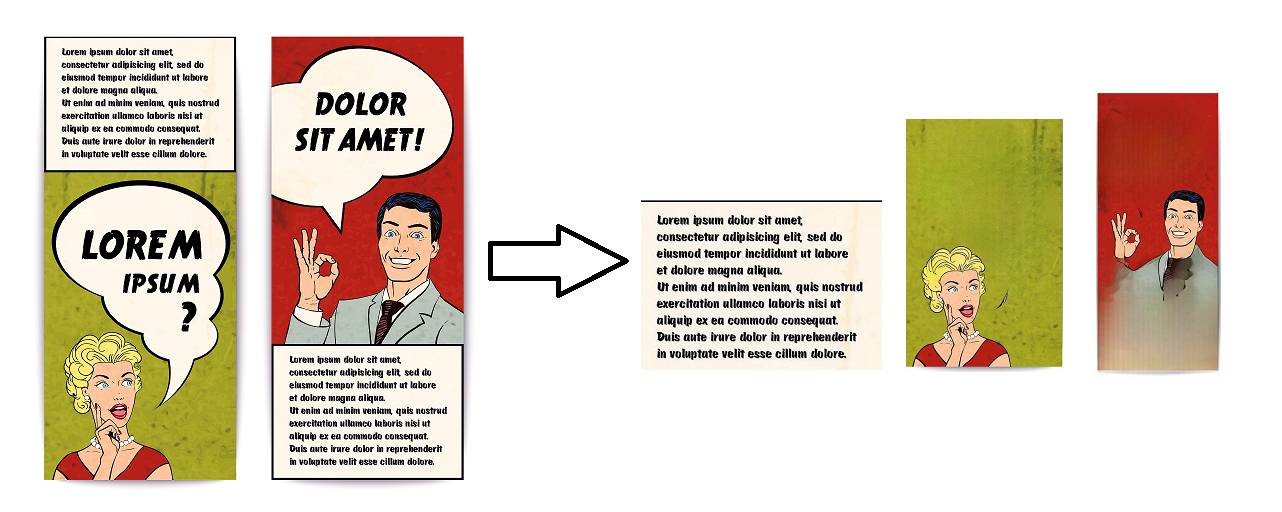 Lorem ipsum dolor sit amet,
consectetur adipisicing elit, sed do
eiusmod tempor incididunt ut labore
et dolore magna aliqua.
Ut enim ad minim veniam, quis nostrud
exercitation ullamco laboris nisi ut
aliquip ex ea commodo consequat.
Duis aute irure dolor in reprehenderit
in voluptate velit esse cillum dolore.
LOREM
IPSUM
?
DOLOR
SIT AMET!
Lorem ipsum dolor sit amet,
consectetur adipisicing elit, sed do
eiusmod tempor incididunt ut labore
et dolore magna aliqua.
Ut enim ad minim veniam, quis nostrud
exercitation ullamco laboris nisi ut
aliquip ex ea commodo consequat.
Duis aute irure dolor in reprehenderit
in voluptate velit esse cillum dolore.
Lorem ipsum dolor sit amet,
consectetur adipisicing elit, sed do
eiusmod tempor incididunt ut labore
et dolore magna aliqua.
Ut enim ad minim veniam, quis nostrud
exercitation ullamco laboris nisi ut
aliquip ex ea commodo consequat.
Duis aute irure dolor in reprehenderit
in voluptate velit esse cillum dolore.